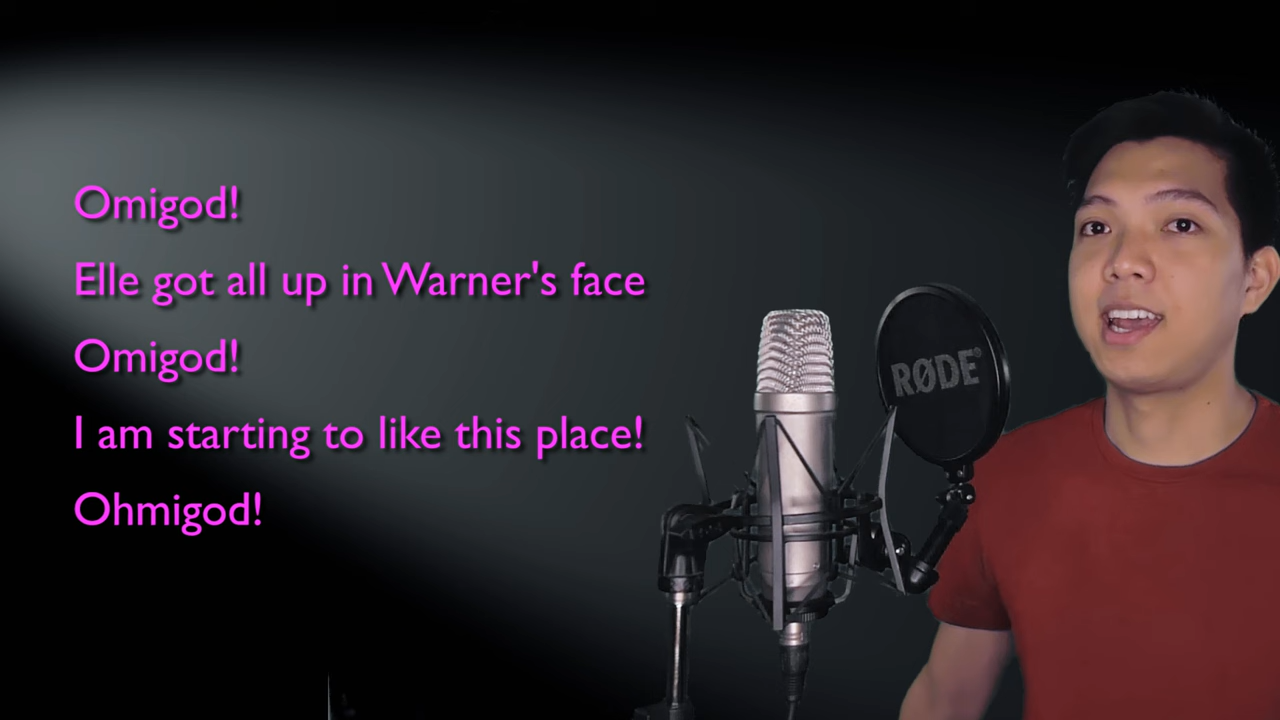 Omigod!
Elle got all up in Warner's face
Omigod!
I am starting to like this place!
Ohmigod!
RØDE